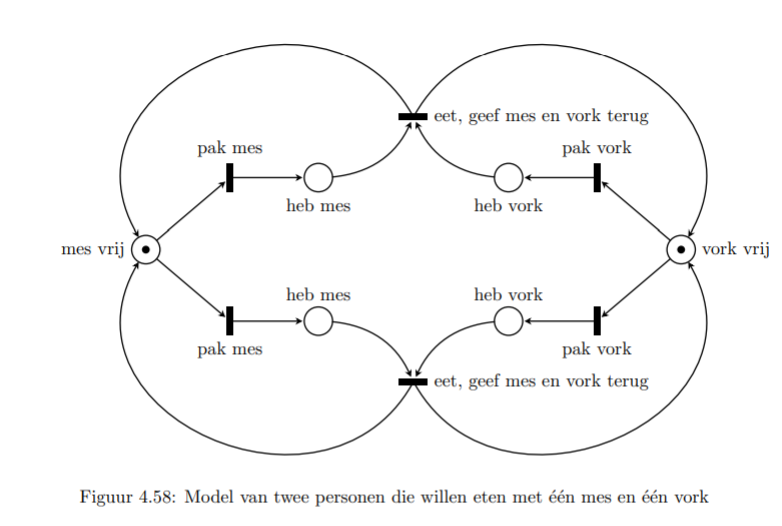 eet, geef mes en vork terug
pak mes
pak vork
heb mes
heb vork
mes vrij
vork vrij
heb mes
heb vork
pak mes
pak vork
eet, geef mes en vork terug
Figuur 4.58: Model van twee personen die willen eten met één mes en één vork